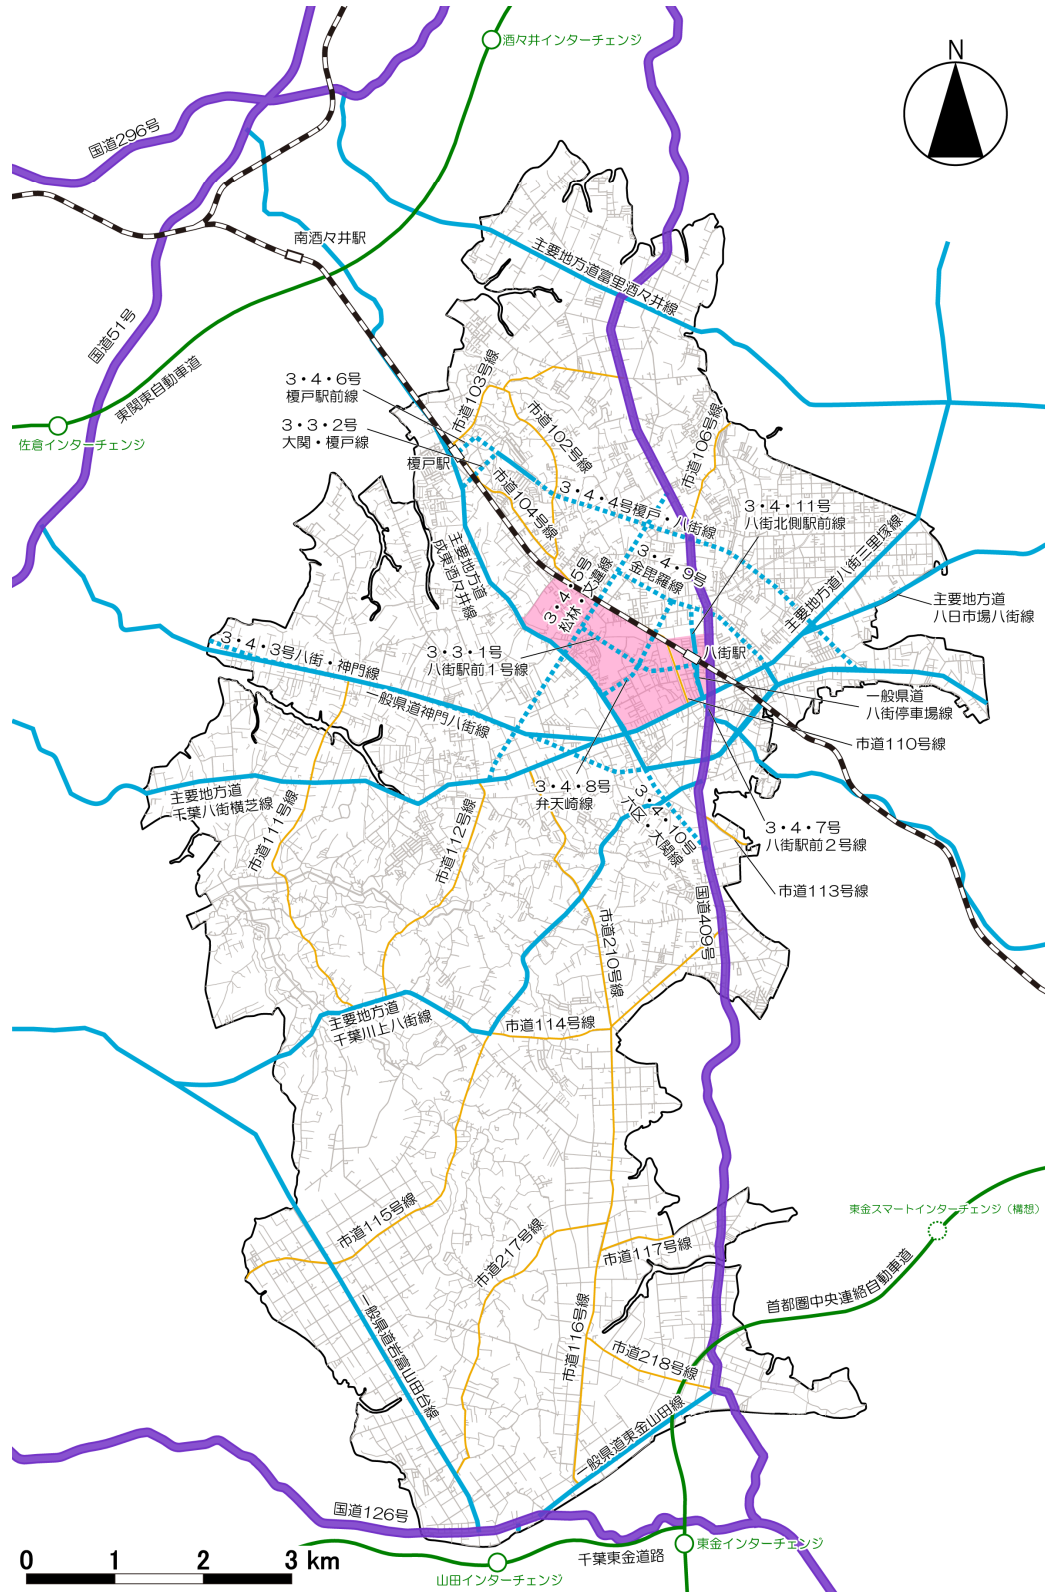 酒々井インターチェンジ
N
国道296号
南酒々井駅
主要地方道富里酒々井線
国道51号
東関東自動車道
佐倉インターチェンジ
3・4・6号
榎戸駅前線
3・3・2号
大関・榎戸線
榎戸駅
市道103号線
市道102号線
市道106号線
市道104号線
3・4・4号榎戸・八街線
3・4・11号
八街北側駅前線
主要地方道
成東酒々井線
3・4・5号
松林・文違線
3・4・9号
金毘羅線
主要地方道八街三里塚線
主要地方道
八日市場八街線
3・4・3号八街・神門線
3・3・1号
八街駅前1号線
八街駅
一般県道神門八街線
一般県道
八街停車場線
市道110号線
主要地方道
千葉八街横芝線
3・4・8号
弁天崎線
3・4・10号
六区・大関線
3・4・7号
八街駅前2号線
市道111号線
市道112号線
市道113号線
国道409号
市道210号線
主要地方道
千葉川上八街線
市道114号線
市道115号線
市道217号線
市道117号線
東金スマートインターチェンジ（構想）
首都圏中央連絡自動車道
一般県道岩富山田台線
市道116号線
市道218号線
一般県道東金山田線
国道126号
千葉東金道路
東金インターチェンジ
山田インターチェンジ
0 1 2 3 km